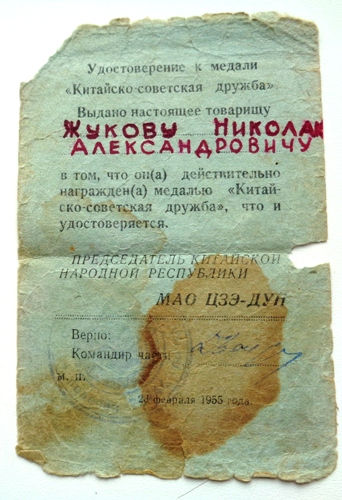 Удостоверение к медали
«Китайско-советская дружба»
Выдано настоящее товарищу
ЖУКОВУ НИКОЛАЮ
АЛЕКСАНДРОВИЧУ
в том, что он(а) действительно
награжден(а) медалью «Китай-
ско-советская дружба», что и
удостоверяется.
ПРЕДСЕДАТЕЛЬ КИТАЙСКОЙ
НАРОДНОЙ РЕСПУБЛИКИ
МАО ЦЗЭ-ДУН
Верно:
Командир части
м. п.
февраля 1955 года.